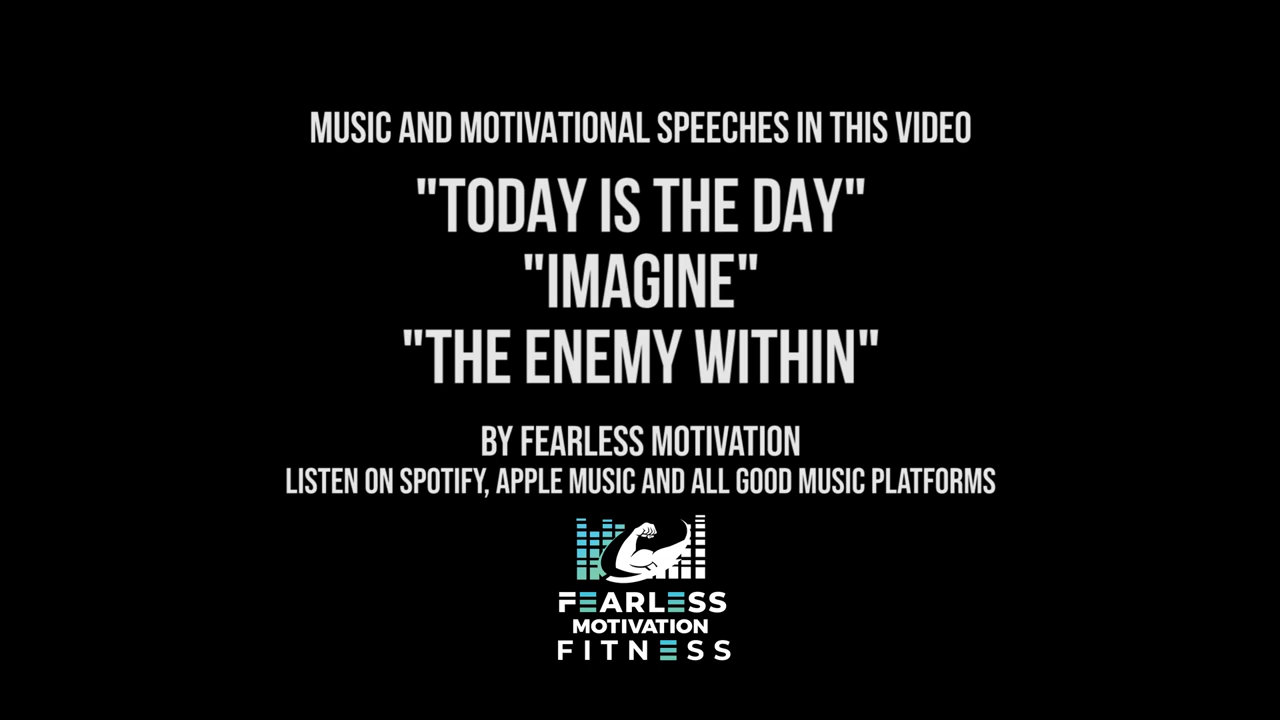 MUSIC AND MOTIVATIONAL SPEECHES IN THIS VIDEO
"TODAY IS THE DAY"
"IMAGINE"
"THE ENEMY WITHIN"
BY FEARLESS MOTIVATION
LISTEN ON SPOTIFY, APPLE MUSIC AND ALL GOOD MUSIC PLATFORMS
FEARLESS
MOTIVATION
FITNESS